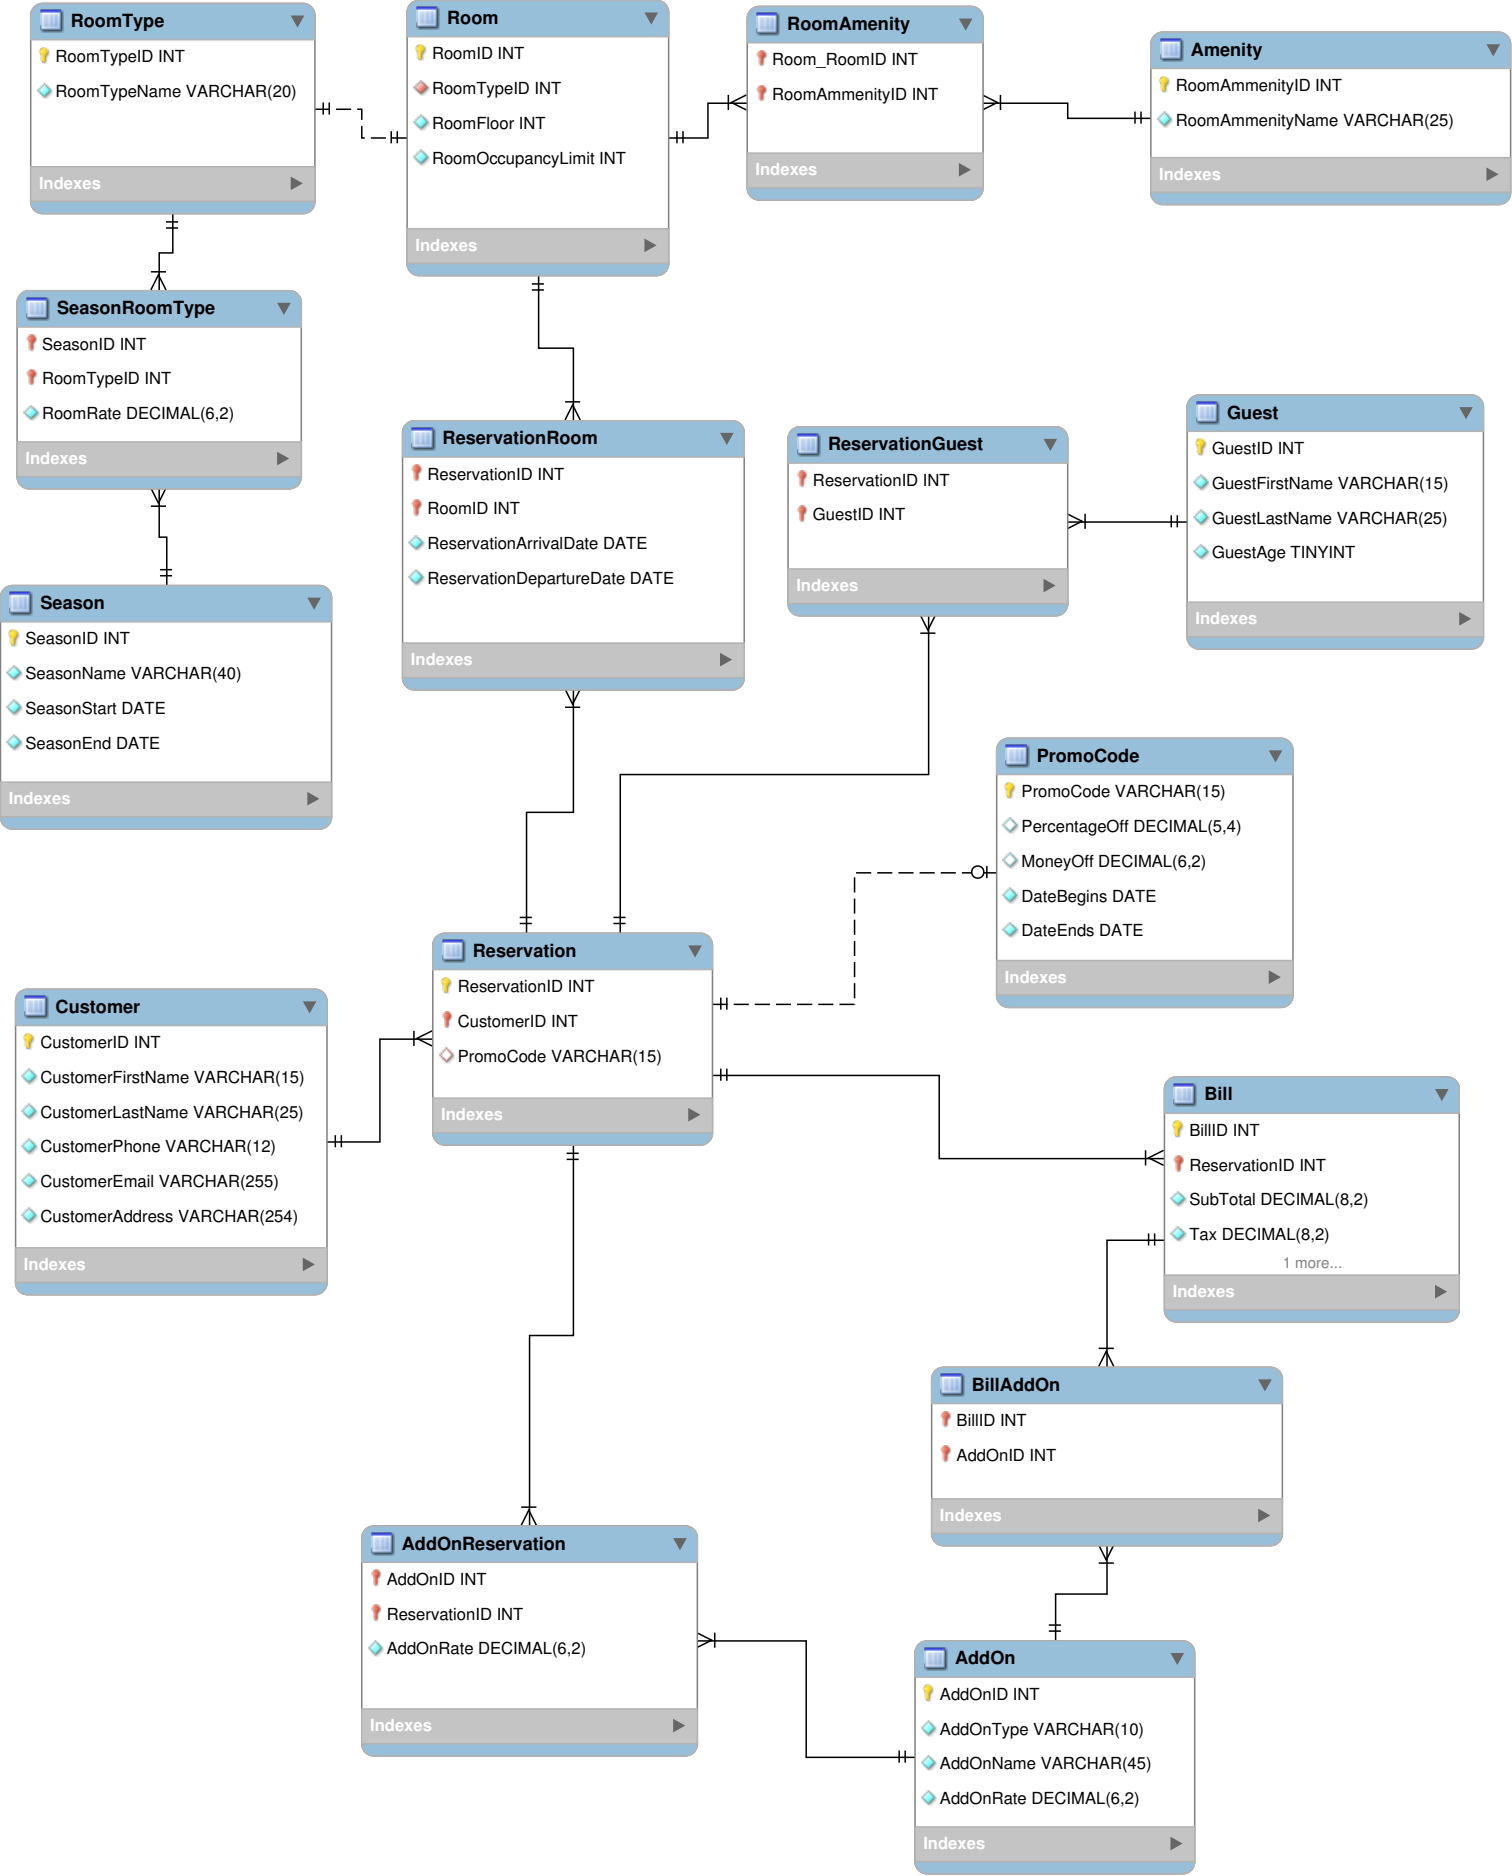 RoomType
RoomTypeID INT
RoomTypeName VARCHAR(20)
Indexes
Room
RoomID INT
RoomTypeID INT
RoomFloor INT
RoomOccupancyLimit INT
Indexes
RoomAmenity
Room_RoomID INT
RoomAmmenityID INT
Indexes
Amenity
RoomAmmenityID INT
RoomAmmenityName VARCHAR(25)
Indexes
SeasonRoomType
SeasonID INT
RoomTypeID INT
RoomRate DECIMAL(6,2)
Indexes
ReservationRoom
ReservationID INT
RoomID INT
ReservationArrivalDate DATE
ReservationDepartureDate DATE
Indexes
ReservationGuest
ReservationID INT
GuestID INT
Indexes
Guest
GuestID INT
GuestFirstName VARCHAR(15)
GuestLastName VARCHAR(25)
GuestAge TINYINT
Indexes
Season
SeasonID INT
SeasonName VARCHAR(40)
SeasonStart DATE
SeasonEnd DATE
Indexes
PromoCode
PromoCode VARCHAR(15)
PercentageOff DECIMAL(5,4)
MoneyOff DECIMAL(6,2)
DateBegins DATE
DateEnds DATE
Indexes
Reservation
ReservationID INT
CustomerID INT
PromoCode VARCHAR(15)
Indexes
Customer
CustomerID INT
CustomerFirstName VARCHAR(15)
CustomerLastName VARCHAR(25)
CustomerPhone VARCHAR(12)
CustomerEmail VARCHAR(255)
CustomerAddress VARCHAR(254)
Indexes
Bill
BillID INT
ReservationID INT
SubTotal DECIMAL(8,2)
Tax DECIMAL(8,2)
1 more...
Indexes
BillAddOn
BillID INT
AddOnID INT
Indexes
AddOnReservation
AddOnID INT
ReservationID INT
AddOnRate DECIMAL(6,2)
Indexes
AddOn
AddOnID INT
AddOnType VARCHAR(10)
AddOnName VARCHAR(45)
AddOnRate DECIMAL(6,2)
Indexes